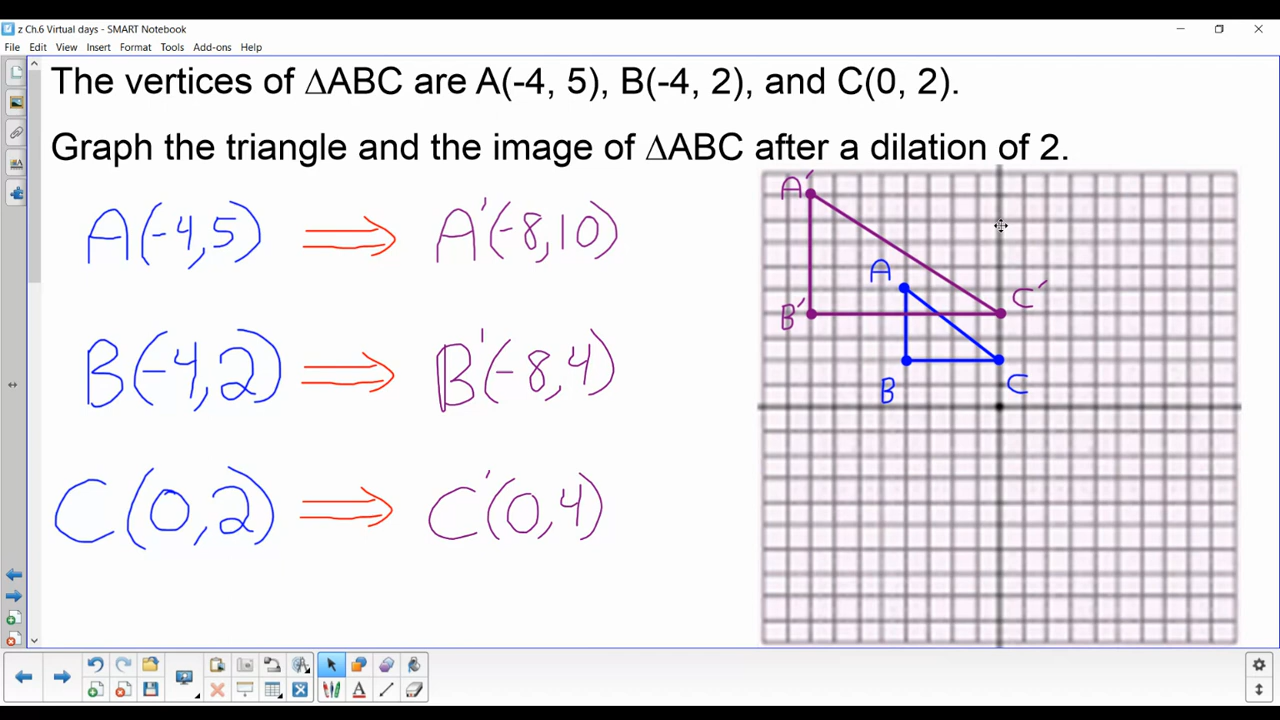 z Ch.6 Virtual days - SMART Notebook
File Edit View Insert Format Tools Add-ons Help
The vertices of ∆ABC are A(-4, 5), B(-4, 2), and C(0, 2).
Graph the triangle and the image of ∆ABC after a dilation of 2.
A(-4,5) ⇒ A'(-8,10)
B(-4,2) ⇒ B'(-8,4)
C(0,2) ⇒ C'(0,4)
A'
A
C'
B'
B
C